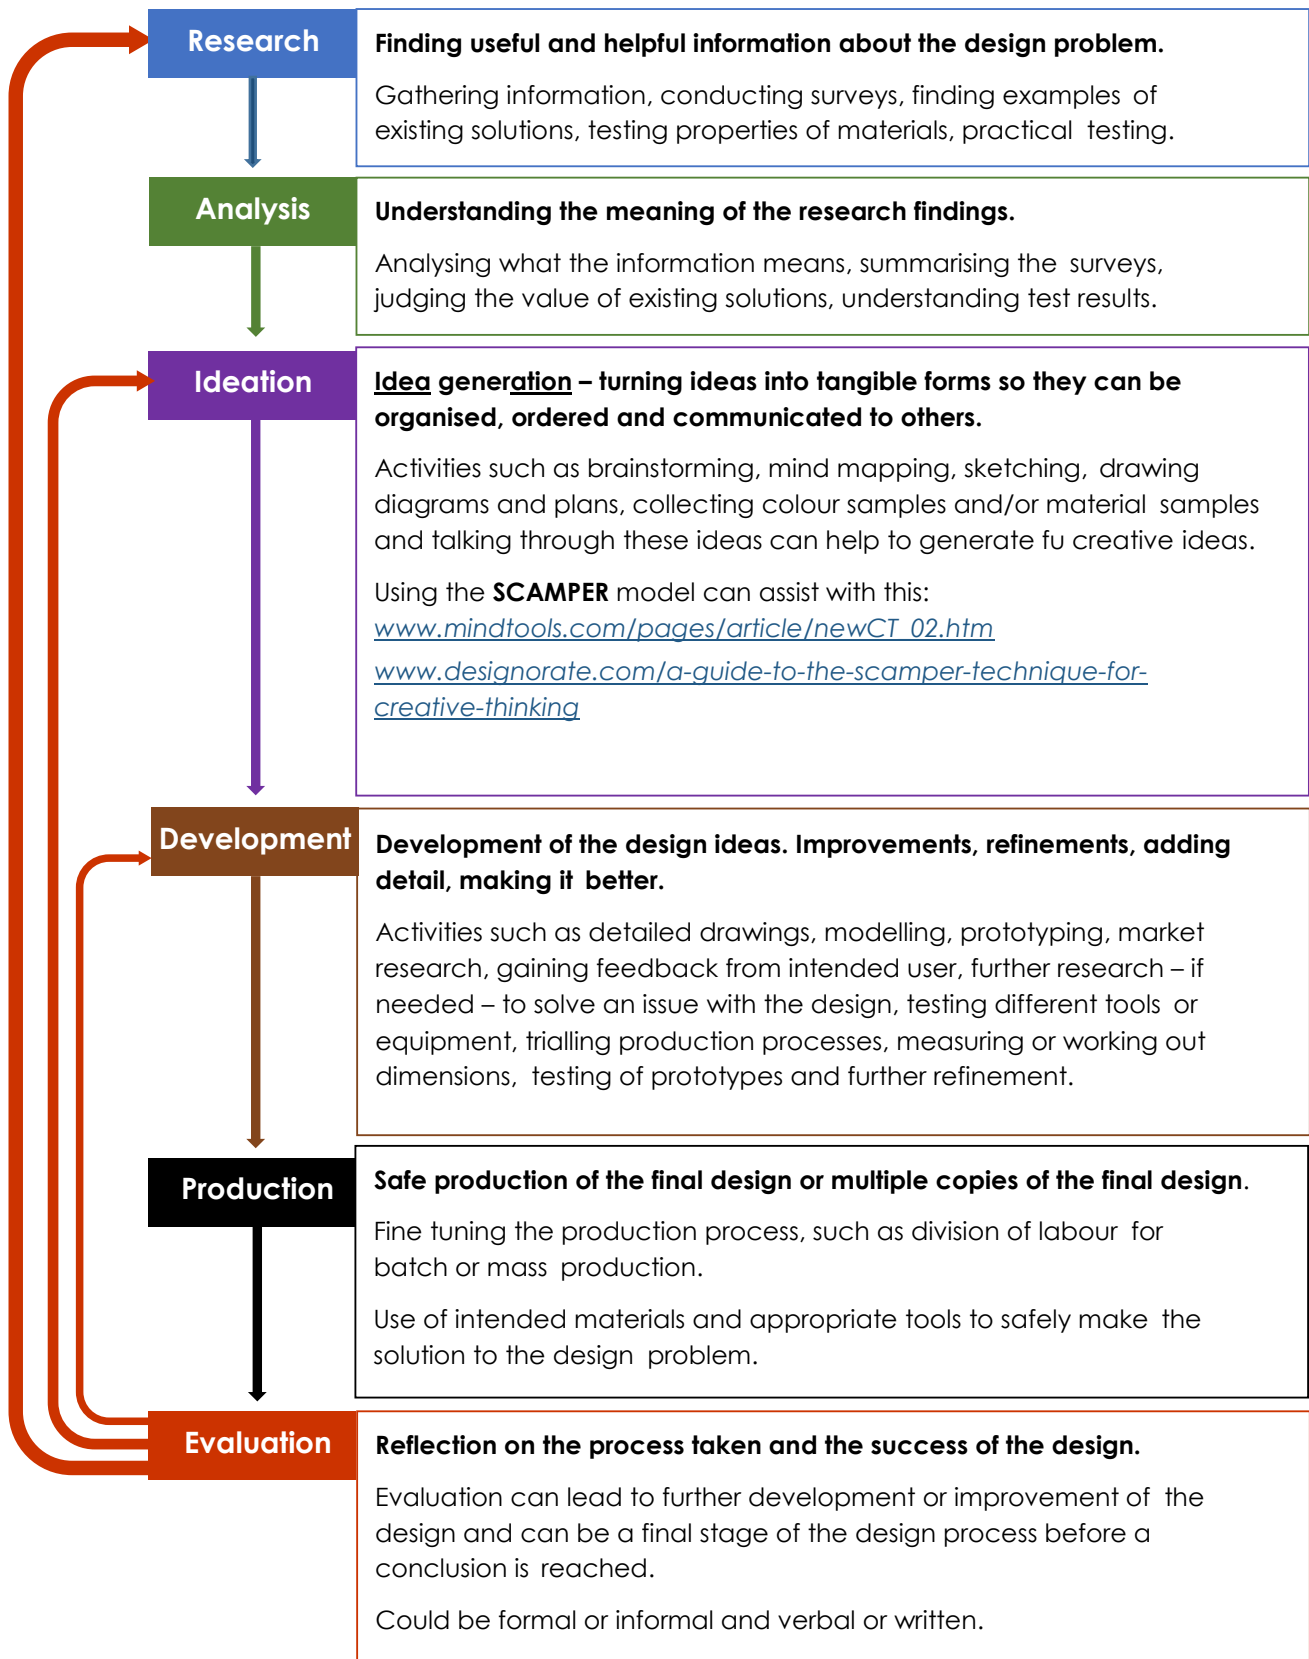 Research
Finding useful and helpful information about the design problem.
Gathering information, conducting surveys, finding examples of
existing solutions, testing properties of materials, practical testing.
Analysis
Understanding the meaning of the research findings.
Analysing what the information means, summarising the surveys,
judging the value of existing solutions, understanding test results.
Ideation
Idea generation – turning ideas into tangible forms so they can be
organised, ordered and communicated to others.
Activities such as brainstorming, mind mapping, sketching, drawing
diagrams and plans, collecting colour samples and/or material samples
and talking through these ideas can help to generate fu creative ideas.
Using the SCAMPER model can assist with this:
www.mindtools.com/pages/article/newCT_02.htm
www.designorate.com/a-guide-to-the-scamper-technique-for-
creative-thinking
Development
Development of the design ideas. Improvements, refinements, adding
detail, making it better.
Activities such as detailed drawings, modelling, prototyping, market
research, gaining feedback from intended user, further research – if
needed – to solve an issue with the design, testing different tools or
equipment, trialling production processes, measuring or working out
dimensions, testing of prototypes and further refinement.
Production
Safe production of the final design or multiple copies of the final design.
Fine tuning the production process, such as division of labour for
batch or mass production.
Use of intended materials and appropriate tools to safely make the
solution to the design problem.
Evaluation
Reflection on the process taken and the success of the design.
Evaluation can lead to further development or improvement of the
design and can be a final stage of the design process before a
conclusion is reached.
Could be formal or informal and verbal or written.